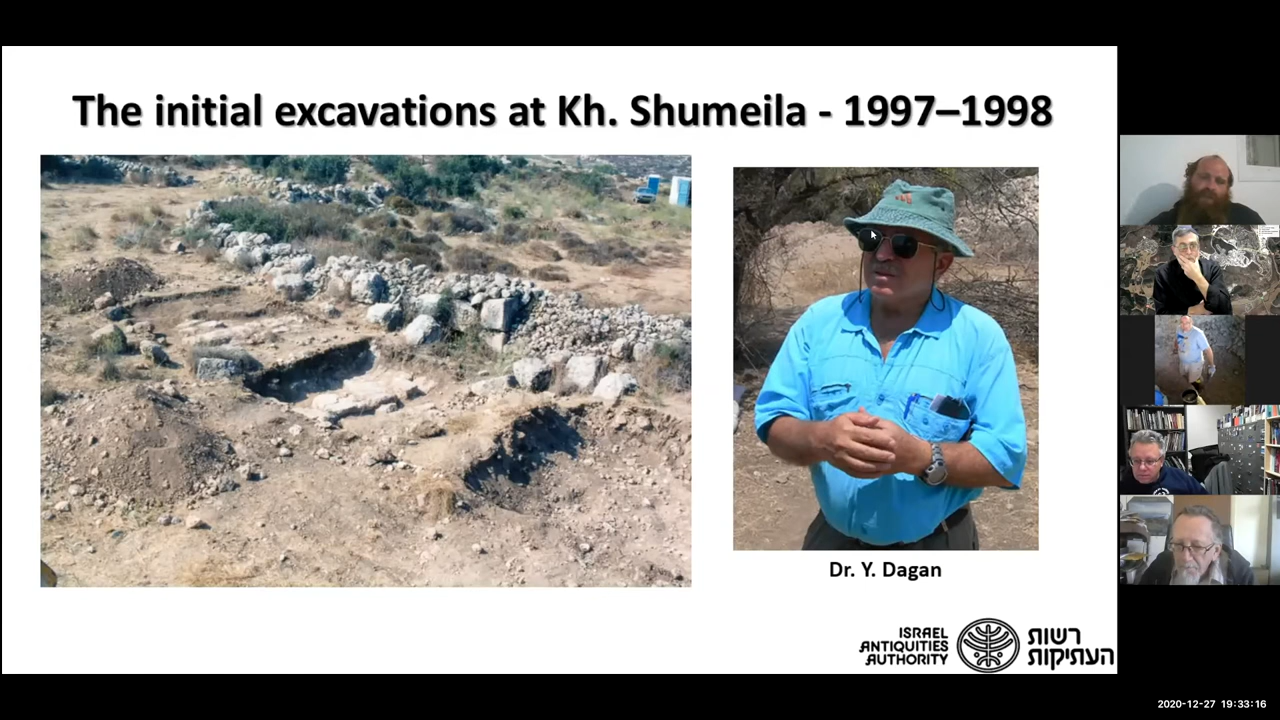 The initial excavations at Kh. Shumeila - 1997–1998
Dr. Y. Dagan
ISRAEL
ANTIQUITIES
AUTHORITY
רשות
העתיקות
2020-12-27 19:33:16